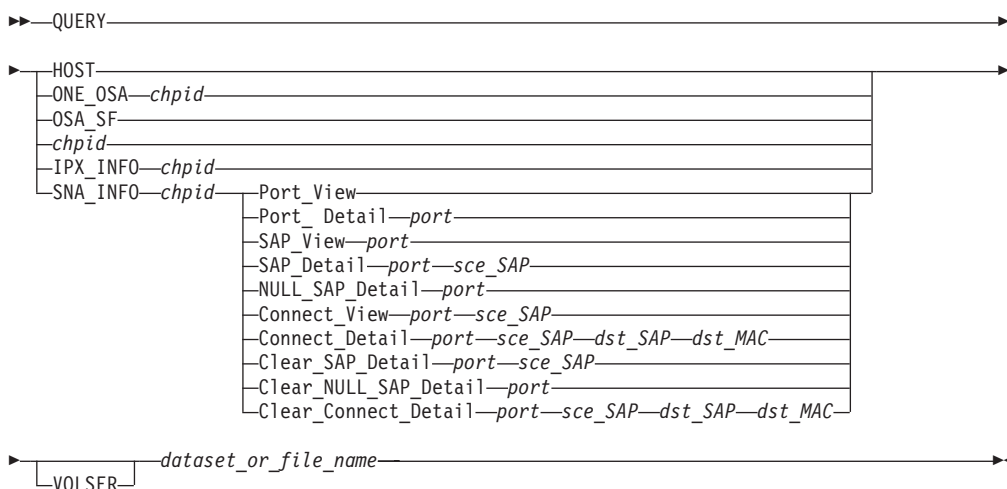 QUERY
HOST
ONE_OSA chpid
OSA_SF
chpid
IPX_INFO chpid
SNA_INFO chpid Port_View
Port_ Detail port
SAP_View port
SAP_Detail port sce_SAP
NULL_SAP_Detail port
Connect_View port sce_SAP
Connect_Detail port sce_SAP dst_SAP dst_MAC
Clear_SAP_Detail port sce_SAP
Clear_NULL_SAP_Detail port
Clear_Connect_Detail port sce_SAP dst_SAP dst_MAC
dataset_or_file_name
VOLSER